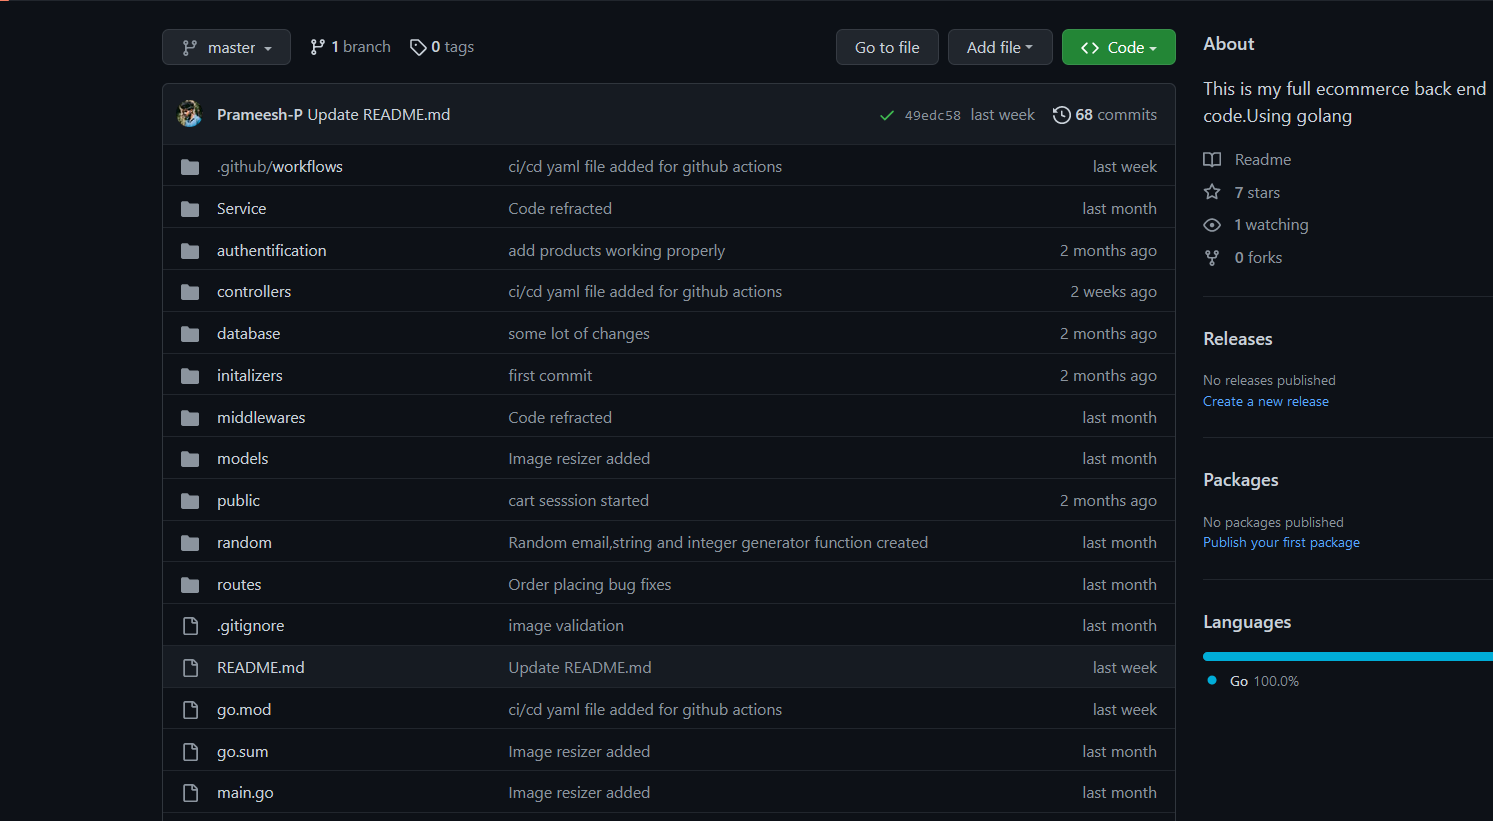 master
1 branch
0 tags
Go to file
Add file
Code
Prameesh-P Update README.md
49edc58 last week
68 commits
.github/workflows ci/cd yaml file added for github actions last week
Service Code refracted last month
authentification add products working properly 2 months ago
controllers ci/cd yaml file added for github actions 2 weeks ago
database some lot of changes 2 months ago
initalizers first commit 2 months ago
middlewares Code refracted last month
models Image resizer added last month
public cart sesssion started 2 months ago
random Random email,string and integer generator function created last month
routes Order placing bug fixes last month
.gitignore image validation last month
README.md Update README.md last week
go.mod ci/cd yaml file added for github actions last week
go.sum Image resizer added last month
main.go Image resizer added last month
About
This is my full ecommerce back end
code.Using golang
Readme
7 stars
1 watching
0 forks
Releases
No releases published
Create a new release
Packages
No packages published
Publish your first package
Languages
Go 100.0%